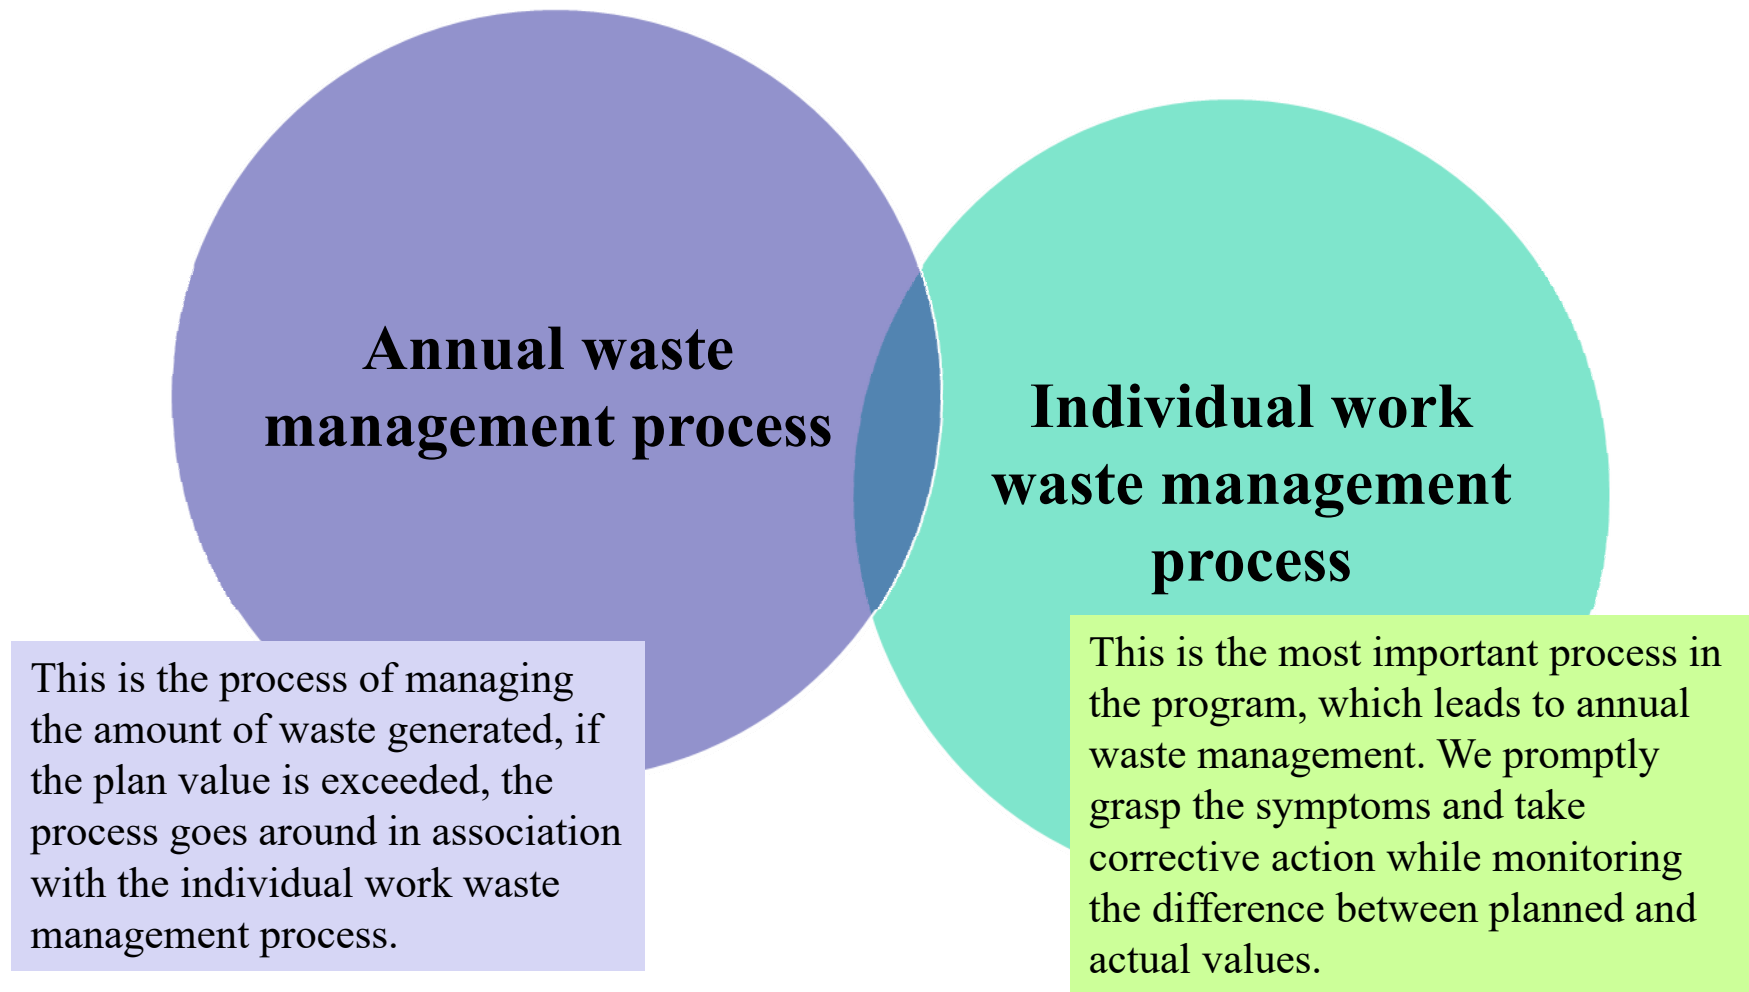 Annual waste
management process
Individual work
waste management
process
This is the process of managing
the amount of waste generated, if
the plan value is exceeded, the
process goes around in association
with the individual work waste
management process.
This is the most important process in
the program, which leads to annual
waste management. We promptly
grasp the symptoms and take
corrective action while monitoring
the difference between planned and
actual values.